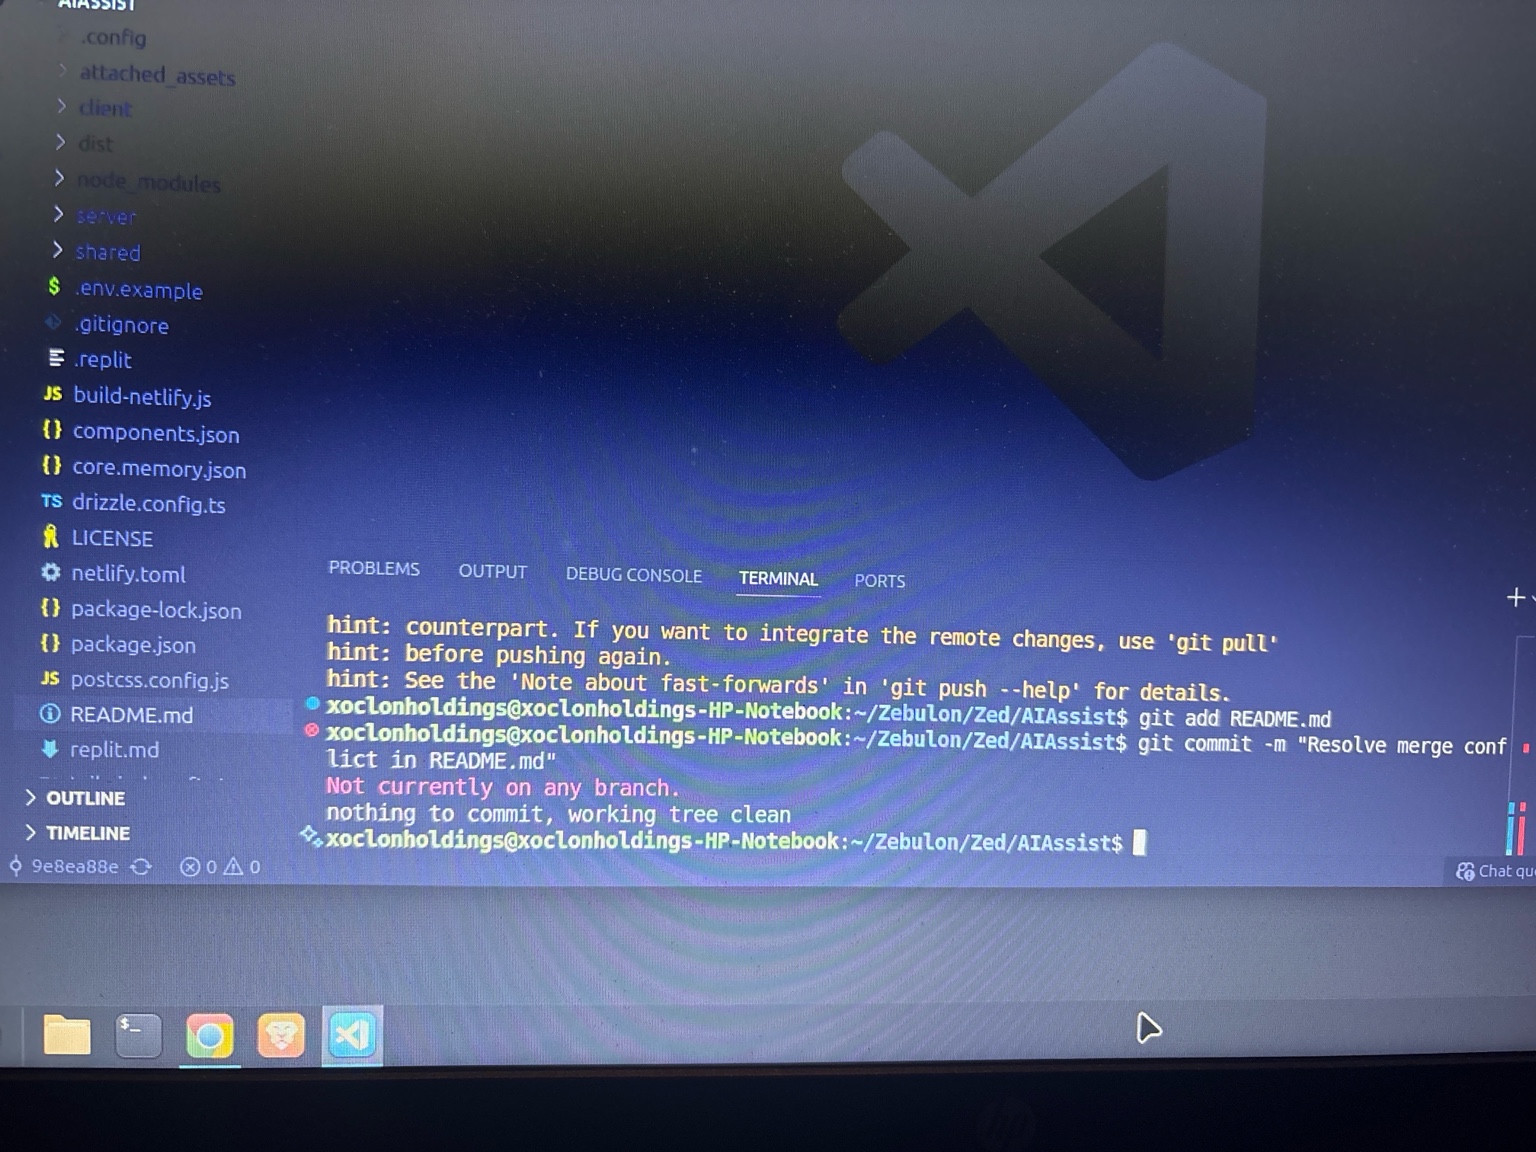 AIASSIST
.config
attached_assets
client
dist
node_modules
server
shared
$ .env.example
.gitignore
.replit
JS build-netlify.js
{} components.json
{} core.memory.json
TS drizzle.config.ts
LICENSE
netlify.toml
{} package-lock.json
{} package.json
JS postcss.config.js
README.md
replit.md
OUTLINE
TIMELINE
9e8ea88e 0 0
PROBLEMS OUTPUT DEBUG CONSOLE TERMINAL PORTS
hint: counterpart. If you want to integrate the remote changes, use 'git pull'
hint: before pushing again.
hint: See the 'Note about fast-forwards' in 'git push --help' for details.
xoclonholdings@xoclonholdings-HP-Notebook:~/Zebulon/Zed/AIAssist$ git add README.md
xoclonholdings@xoclonholdings-HP-Notebook:~/Zebulon/Zed/AIAssist$ git commit -m "Resolve merge conf
lict in README.md"
Not currently on any branch.
nothing to commit, working tree clean
xoclonholdings@xoclonholdings-HP-Notebook:~/Zebulon/Zed/AIAssist$
Chat quo
$_